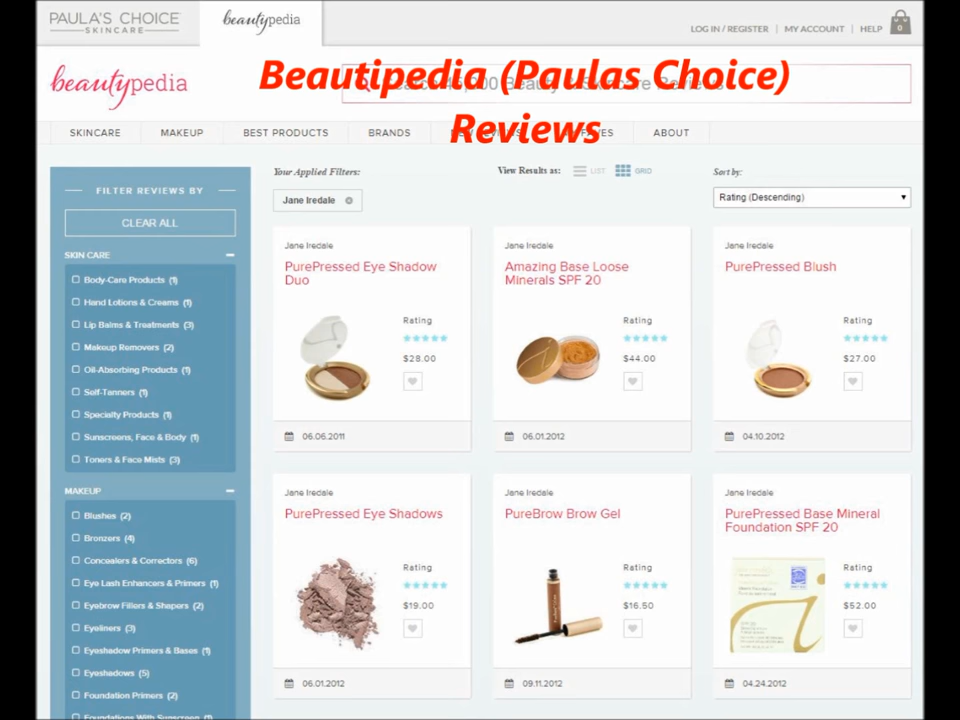 PAULA'S CHOICE
SKINCARE
beautypedia
LOG IN / REGISTER | MY ACCOUNT | HELP
0
beautypedia
Beautipedia (Paulas Choice)
Reviews
SKINCARE
MAKEUP
BEST PRODUCTS
BRANDS
ABOUT
FILTER REVIEWS BY
CLEAR ALL
SKIN CARE
Body-Care Products (1)
Hand Lotions & Creams (1)
Lip Balms & Treatments (3)
Makeup Removers (2)
Oil-Absorbing Products (1)
Self-Tanners (1)
Specialty Products (1)
Sunscreens, Face & Body (1)
Toners & Face Mists (3)
MAKEUP
Blushes (2)
Bronzers (4)
Concealers & Correctors (6)
Eye Lash Enhancers & Primers (1)
Eyebrow Fillers & Shapers (2)
Eyeliners (3)
Eyeshadow Primers & Bases (1)
Eyeshadows (5)
Foundation Primers (2)
Foundations With Sunscreen (1)
Your Applied Filters:
Jane Iredale
View Results as: LIST GRID
Sort by:
Rating (Descending)
Jane Iredale
PurePressed Eye Shadow
Duo
Rating
$28.00
06.06.2011
Jane Iredale
Amazing Base Loose
Minerals SPF 20
Rating
$44.00
06.01.2012
Jane Iredale
PurePressed Blush
Rating
$27.00
04.10.2012
Jane Iredale
PurePressed Eye Shadows
Rating
$19.00
06.01.2012
Jane Iredale
PureBrow Brow Gel
Rating
$16.50
09.11.2012
Jane Iredale
PurePressed Base Mineral
Foundation SPF 20
Rating
$52.00
04.24.2012